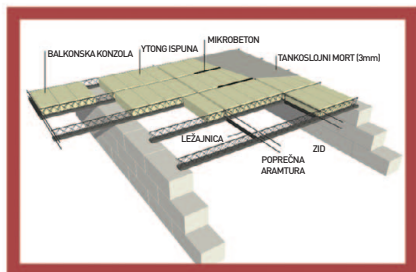 MIKROBETON
YTONG ISPUNA
BALKONSKA KONZOLA
TANKOSLOJNI MORT (3mm)
LEŽAJNICA
ZID
POPREČNA
ARAMTURA